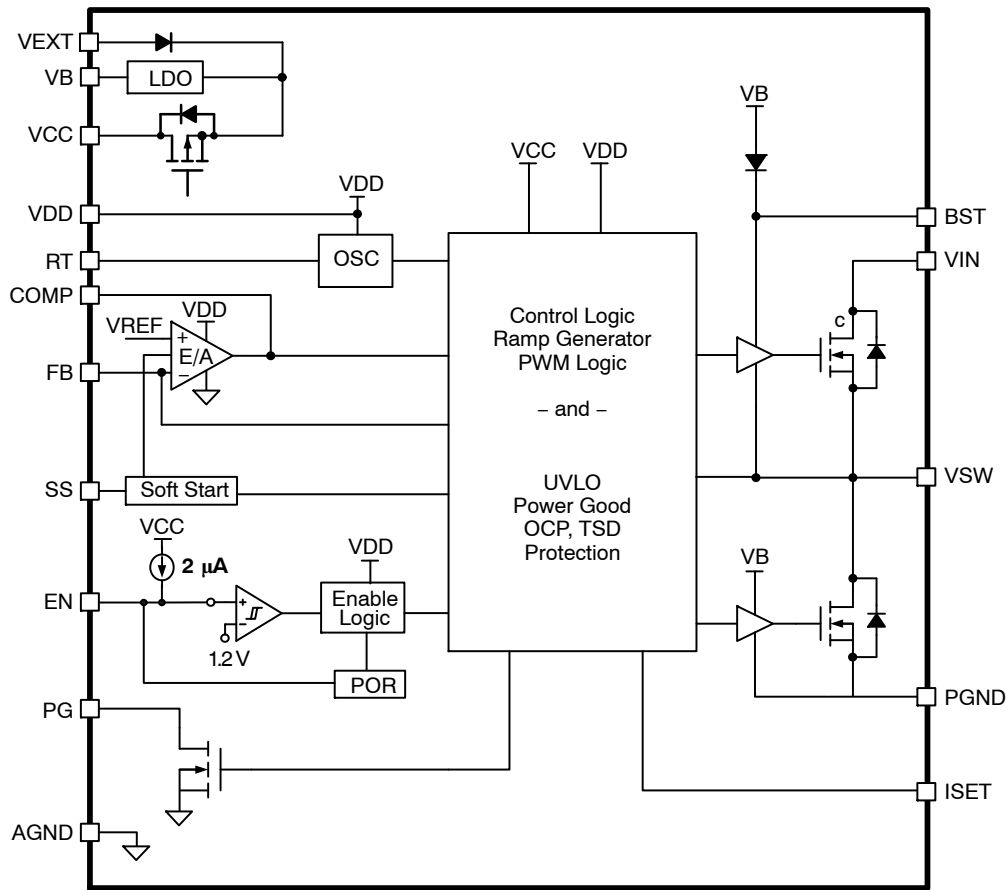 VEXT
VB
LDO
VCC
VDD
VDD
RT
OSC
COMP
VREF
VDD
+
E/A
−
FB
SS
Soft Start
VCC
2 μA
EN
+
−
1.2 V
VDD
Enable
Logic
POR
PG
AGND
VCC
VDD
Control Logic
Ramp Generator
PWM Logic
– and –
UVLO
Power Good
OCP, TSD
Protection
VB
BST
VIN
C
VSW
VB
PGND
ISET